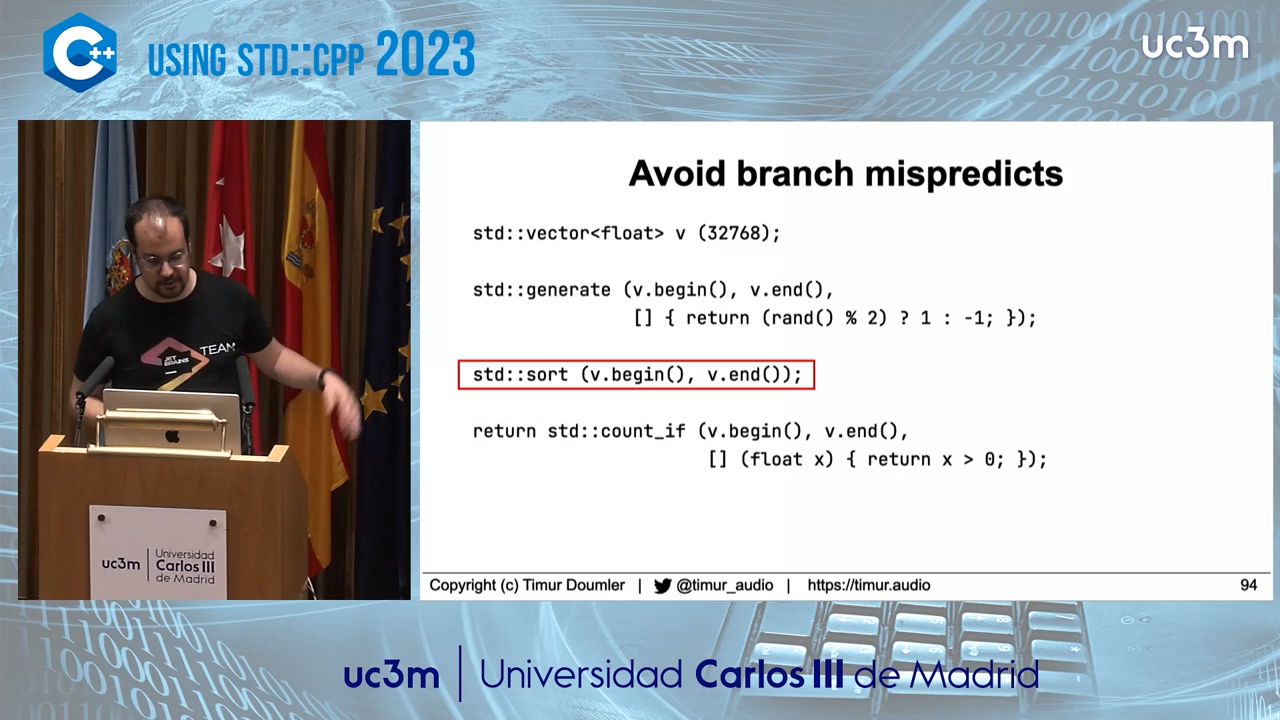 C++
USING STD::CPP 2023
uc3m
Avoid branch mispredicts
std::vector<float> v (32768);
std::generate (v.begin(), v.end(),
[] { return (rand() % 2) ? 1 : -1; });
std::sort (v.begin(), v.end());
return std::count_if (v.begin(), v.end(),
[] (float x) { return x > 0; });
Copyright (c) Timur Doumler | @timur_audio | https://timur.audio
94
JET
BRAINS
TEAM
uc3m | Universidad
Carlos III
de Madrid
uc3m | Universidad Carlos III de Madrid